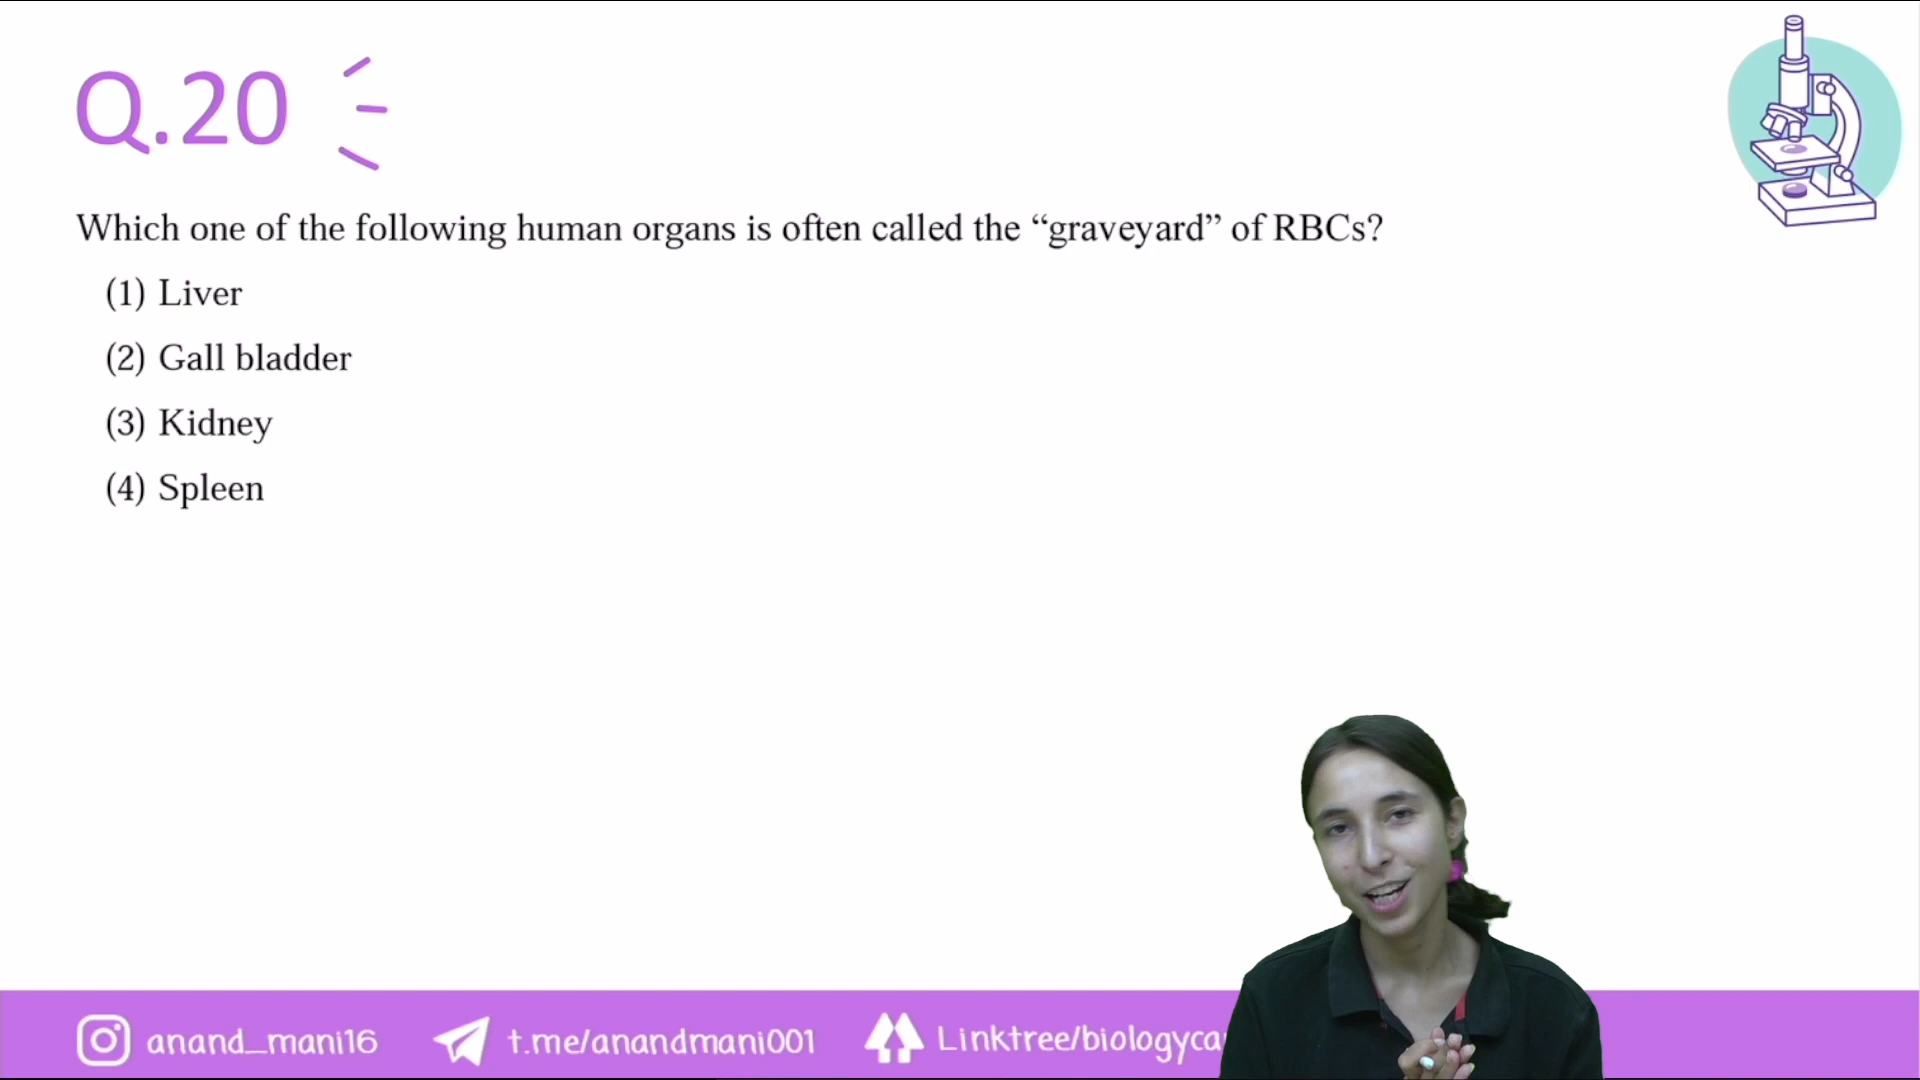 Q.20
Which one of the following human organs is often called the “graveyard” of RBCs?
(1) Liver
(2) Gall bladder
(3) Kidney
(4) Spleen
anand_mani16 t.me/anandmani001 Linktree/